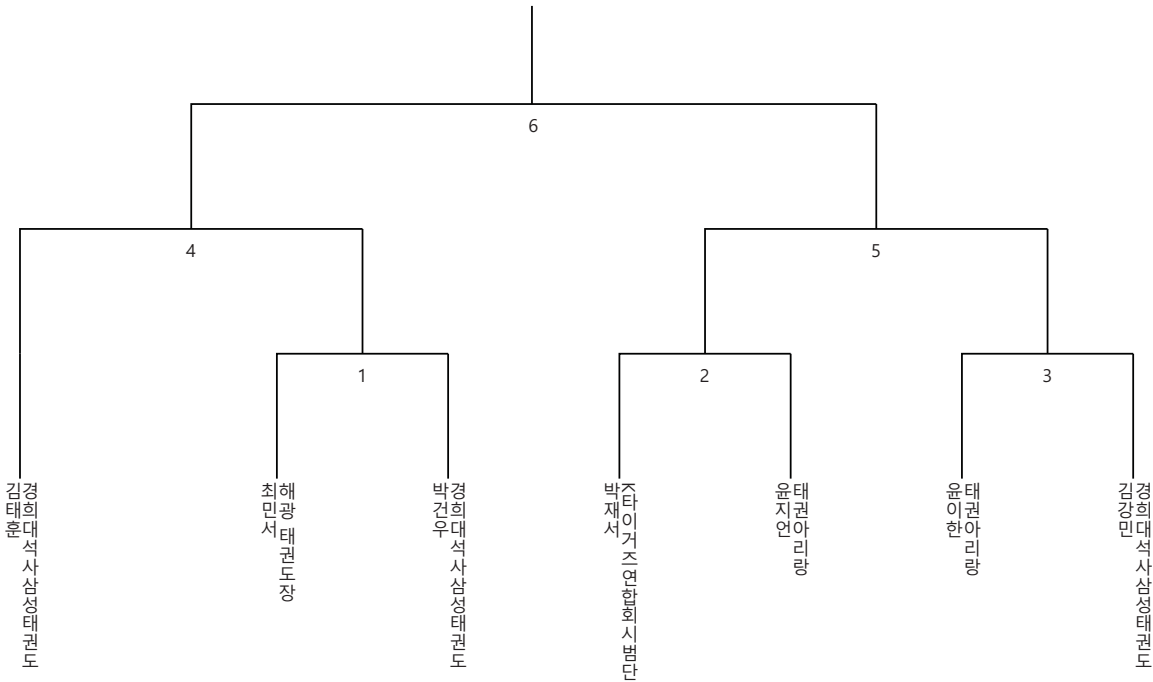 6
4
5
1
2
3
김태훈
경희대석사삼성태권도
최민서
해광 태권도장
박건우
경희대석사삼성태권도
박재서
타이거즈연합회시범단
윤지언
태권아리랑
윤이한
태권아리랑
김강민
경희대석사삼성태권도